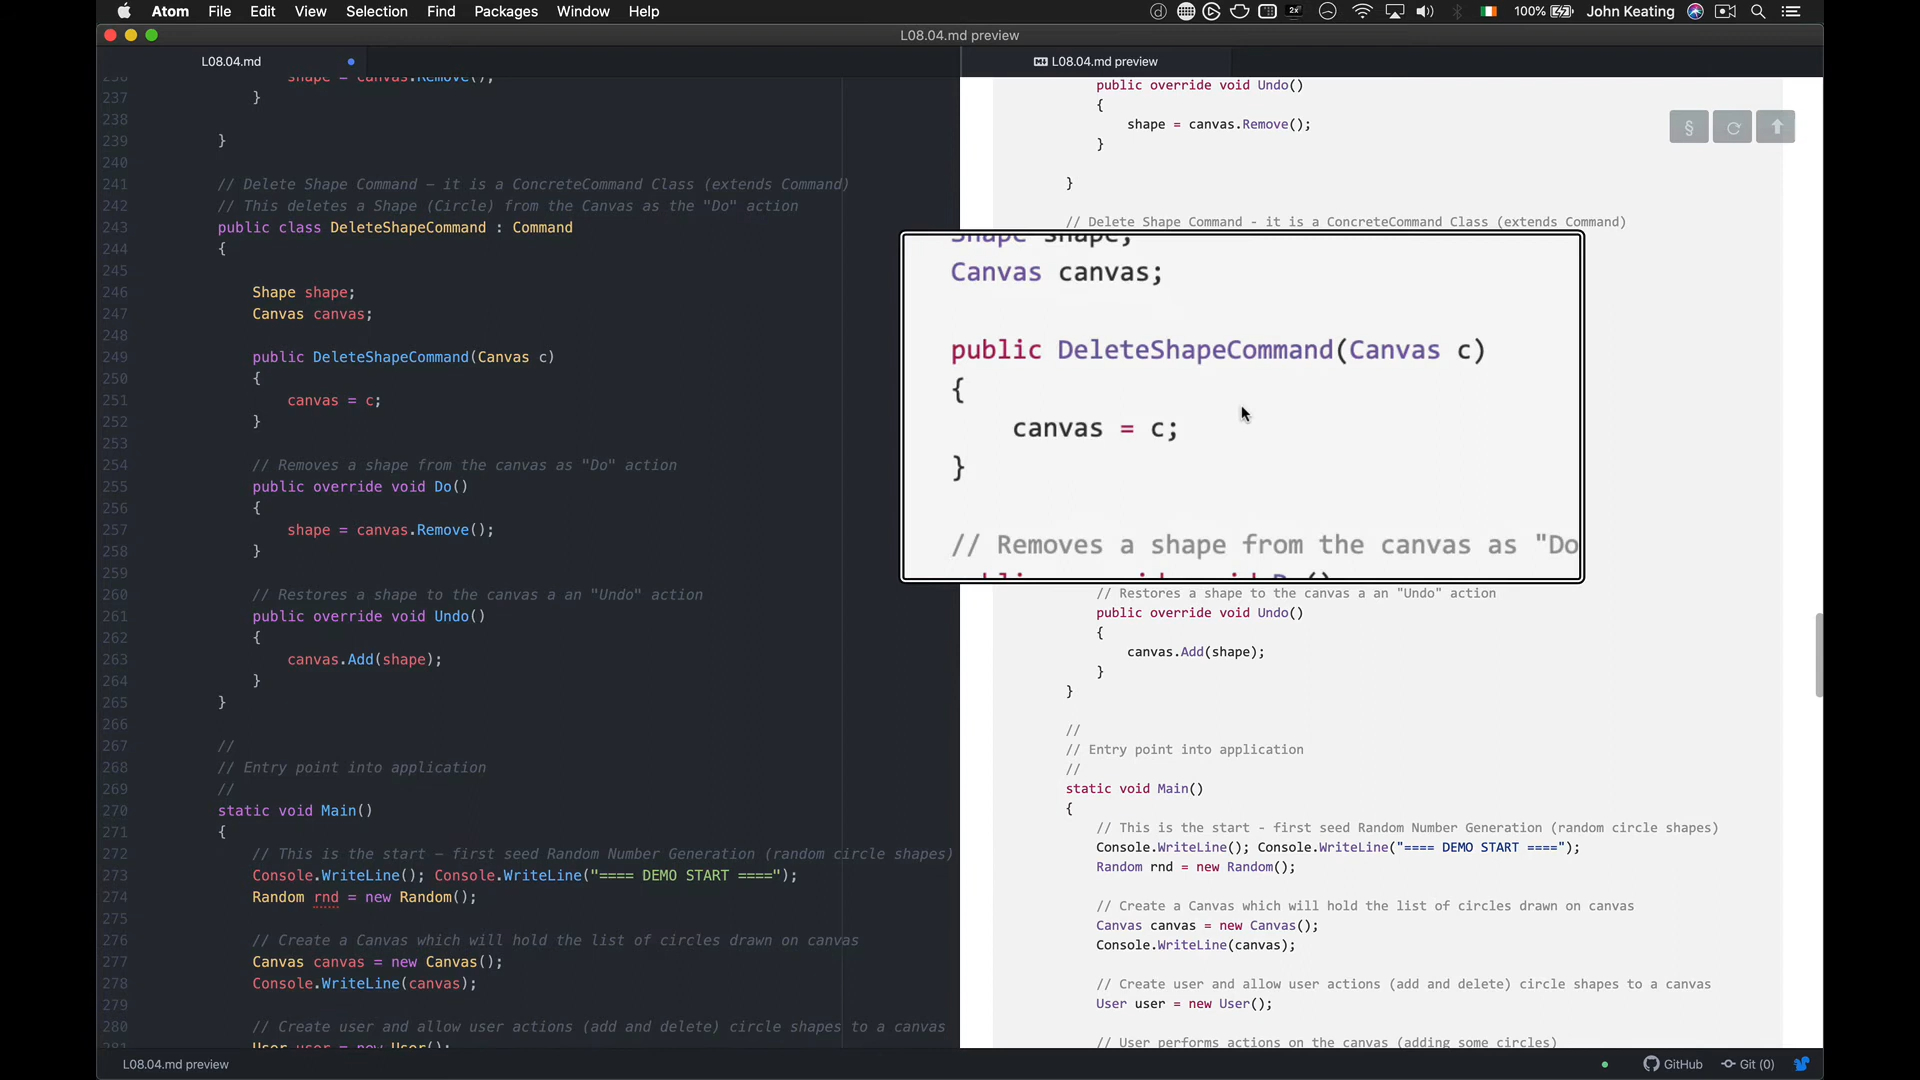 Atom File Edit View Selection Find Packages Window Help
2x 100% John Keating
L08.04.md preview
L08.04.md
L08.04.md preview
236 shape = canvas.Remove();
237 }
238
239 }
240
241 // Delete Shape Command - it is a ConcreteCommand Class (extends Command)
242 // This deletes a Shape (Circle) from the Canvas as the "Do" action
243 public class DeleteShapeCommand : Command
244 {
245
246 Shape shape;
247 Canvas canvas;
248
249 public DeleteShapeCommand(Canvas c)
250 {
251 canvas = c;
252 }
253
254 // Removes a shape from the canvas as "Do" action
255 public override void Do()
256 {
257 shape = canvas.Remove();
258 }
259
260 // Restores a shape to the canvas a an "Undo" action
261 public override void Undo()
262 {
263 canvas.Add(shape);
264 }
265 }
266
267 //
268 // Entry point into application
269 //
270 static void Main()
271 {
272 // This is the start - first seed Random Number Generation (random circle shapes)
273 Console.WriteLine(); Console.WriteLine("==== DEMO START ====");
274 Random rnd = new Random();
275
276 // Create a Canvas which will hold the list of circles drawn on canvas
277 Canvas canvas = new Canvas();
278 Console.WriteLine(canvas);
279
280 // Create user and allow user actions (add and delete) circle shapes to a canvas
281 User user = new User();
public override void Undo()
{
shape = canvas.Remove();
}
}
// Delete Shape Command - it is a ConcreteCommand Class (extends Command)
Shape shape;
Canvas canvas;
public DeleteShapeCommand(Canvas c)
{
canvas = c;
}
// Removes a shape from the canvas as "Do
public override void Do()
// Restores a shape to the canvas a an "Undo" action
public override void Undo()
{
canvas.Add(shape);
}
}
//
// Entry point into application
//
static void Main()
{
// This is the start - first seed Random Number Generation (random circle shapes)
Console.WriteLine(); Console.WriteLine("==== DEMO START ====");
Random rnd = new Random();
// Create a Canvas which will hold the list of circles drawn on canvas
Canvas canvas = new Canvas();
Console.WriteLine(canvas);
// Create user and allow user actions (add and delete) circle shapes to a canvas
User user = new User();
// User performs actions on the canvas (adding some circles)
§
L08.04.md preview
GitHub Git (0)